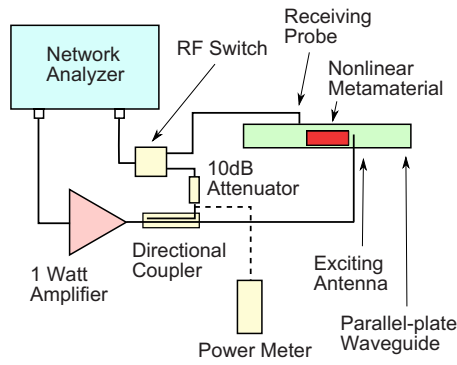 Receiving
Probe
Network
Analyzer
RF Switch
Nonlinear
Metamaterial
10dB
Attenuator
Directional
Coupler
1 Watt
Amplifier
Exciting
Antenna
Parallel-plate
Waveguide
Power Meter